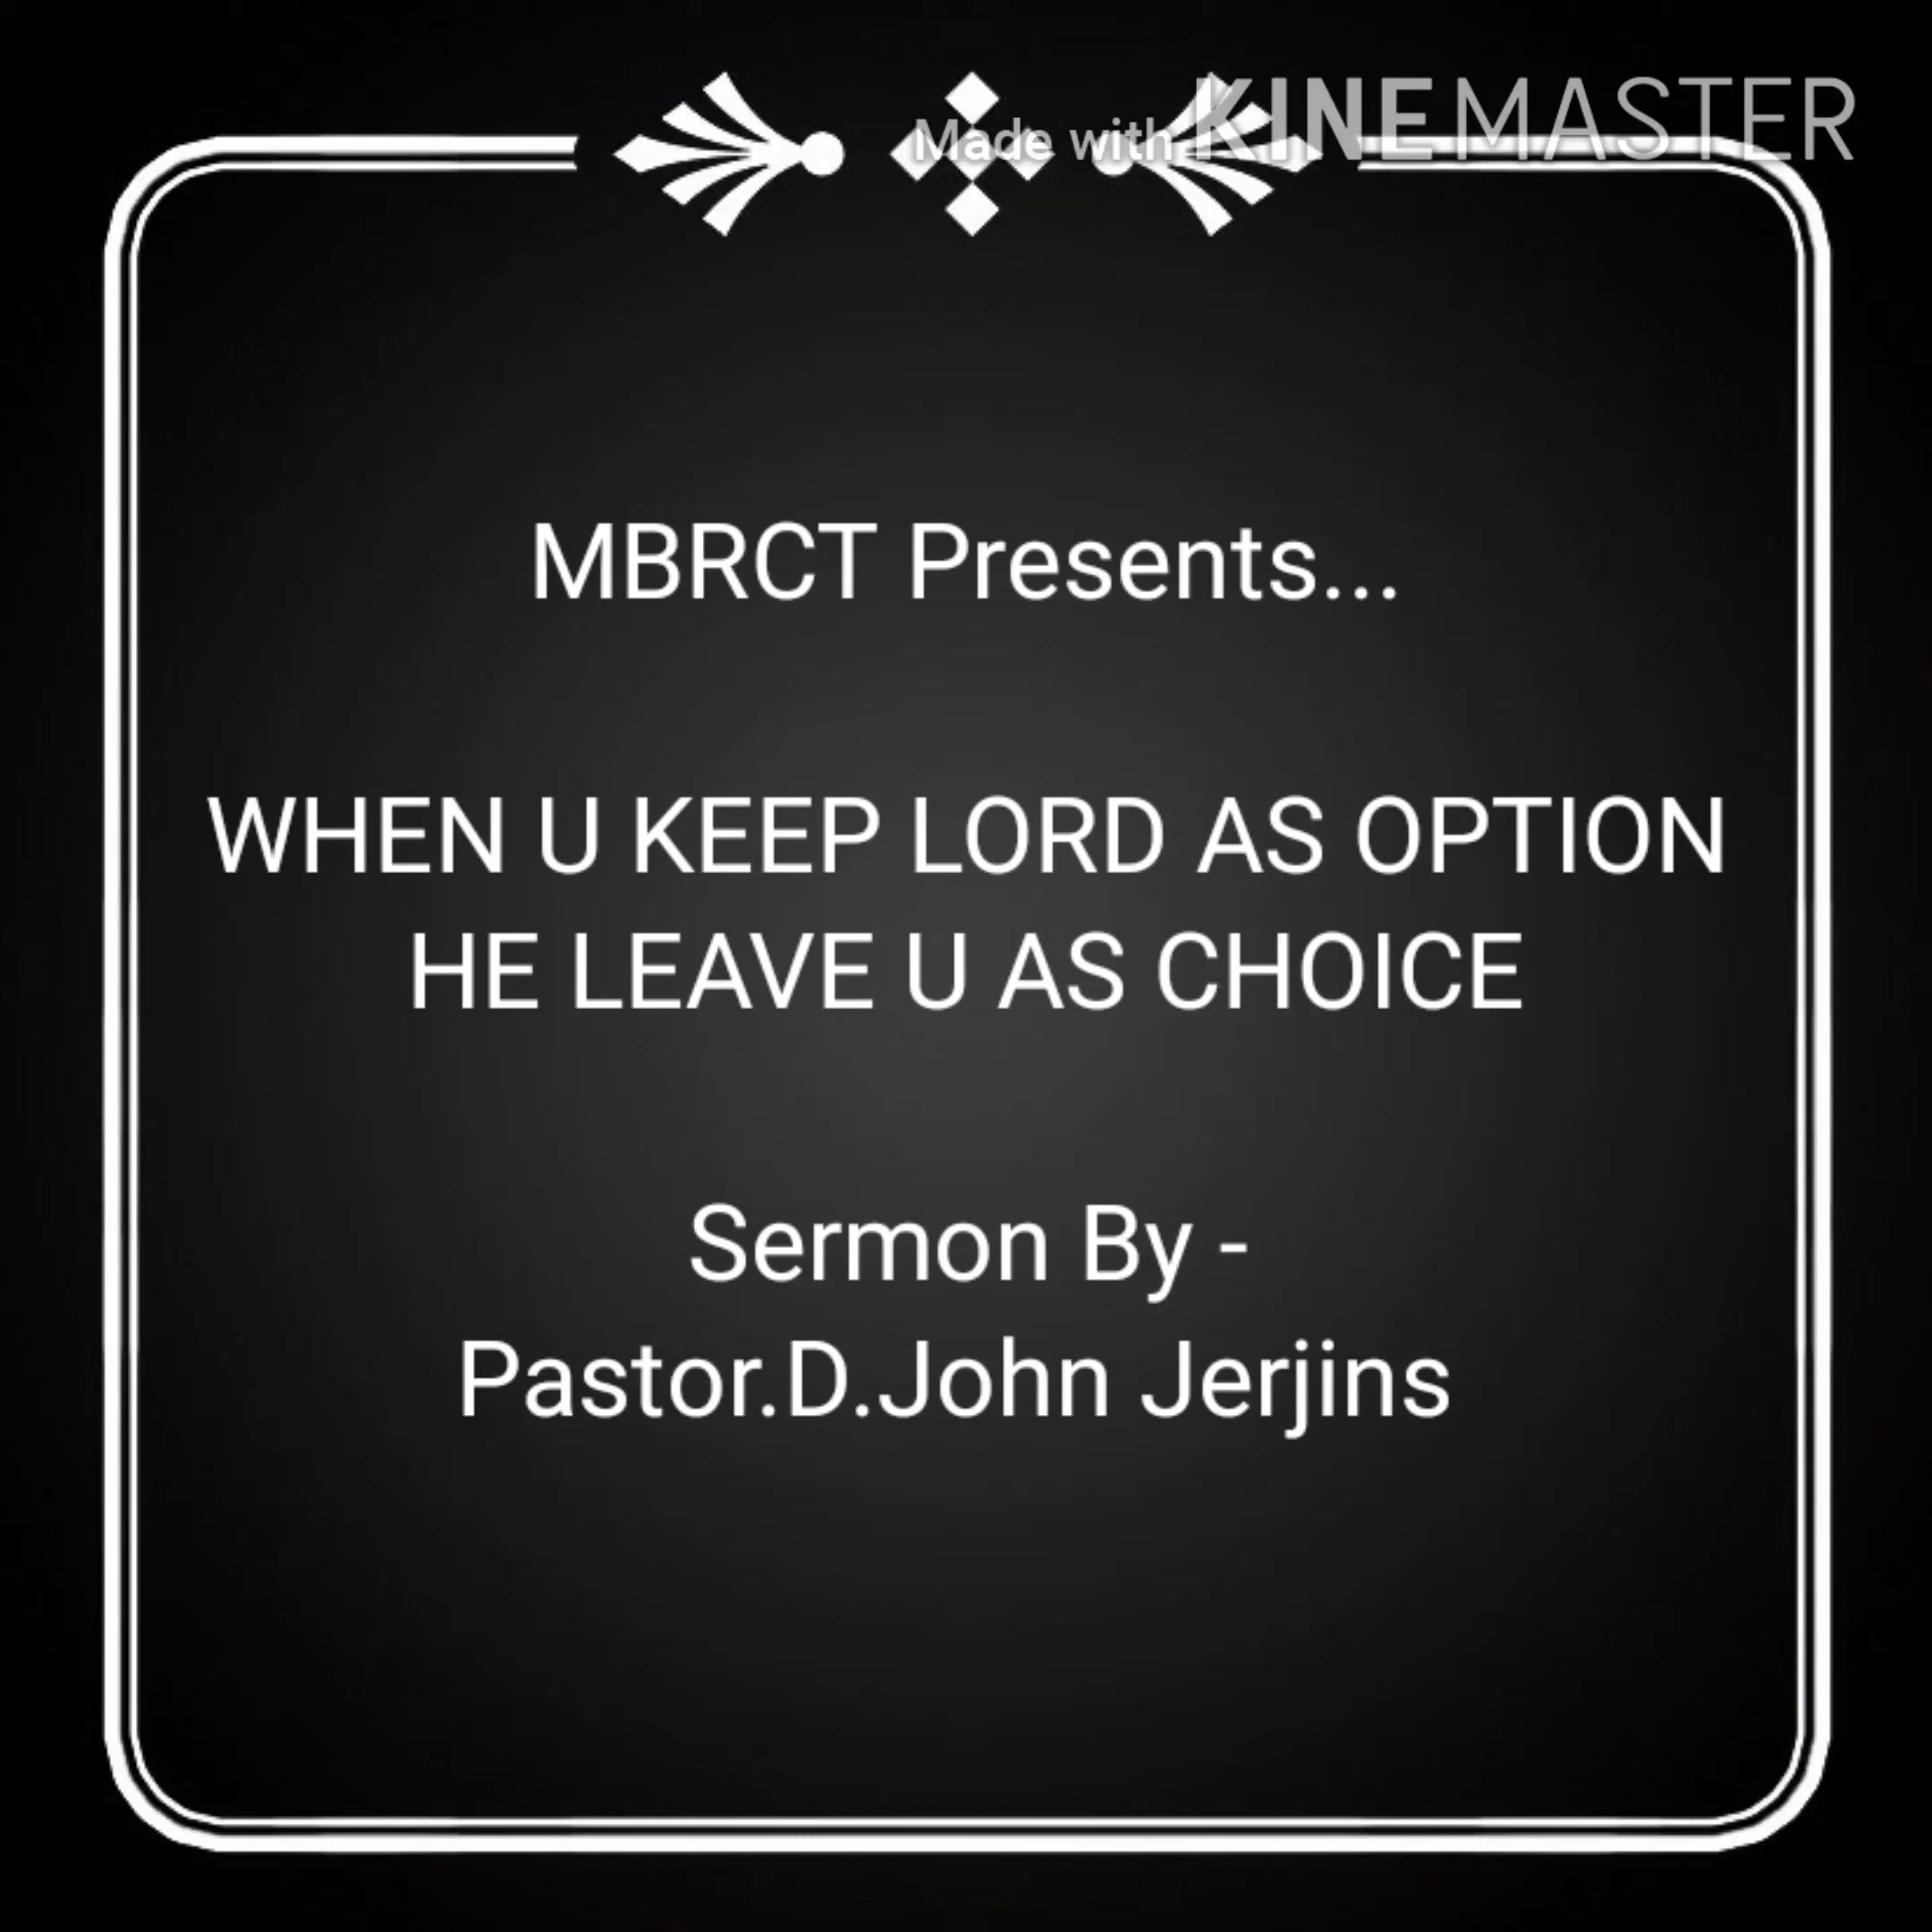 Made with KINEMASTER
MBRCT Presents...
WHEN U KEEP LORD AS OPTION
HE LEAVE U AS CHOICE
Sermon By -
Pastor.D.John Jerjins